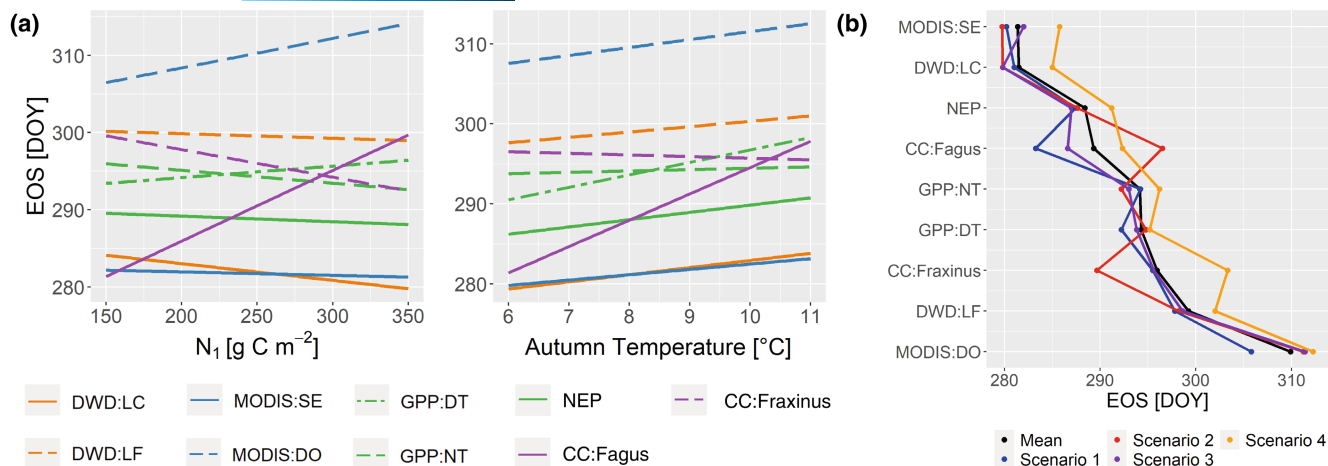 (a)
EOS [DOY]
310
300
290
280
150
200
250
300
350
N₁ [g C m⁻²]
310
300
290
280
6
7
8
9
10
11
Autumn Temperature [°C]
DWD:LC
MODIS:SE
GPP:DT
NEP
CC:Fraxinus
DWD:LF
MODIS:DO
GPP:NT
CC:Fagus
(b)
MODIS:SE
DWD:LC
NEP
CC:Fagus
GPP:NT
GPP:DT
CC:Fraxinus
DWD:LF
MODIS:DO
280
290
300
310
EOS [DOY]
Mean
Scenario 2
Scenario 4
Scenario 1
Scenario 3